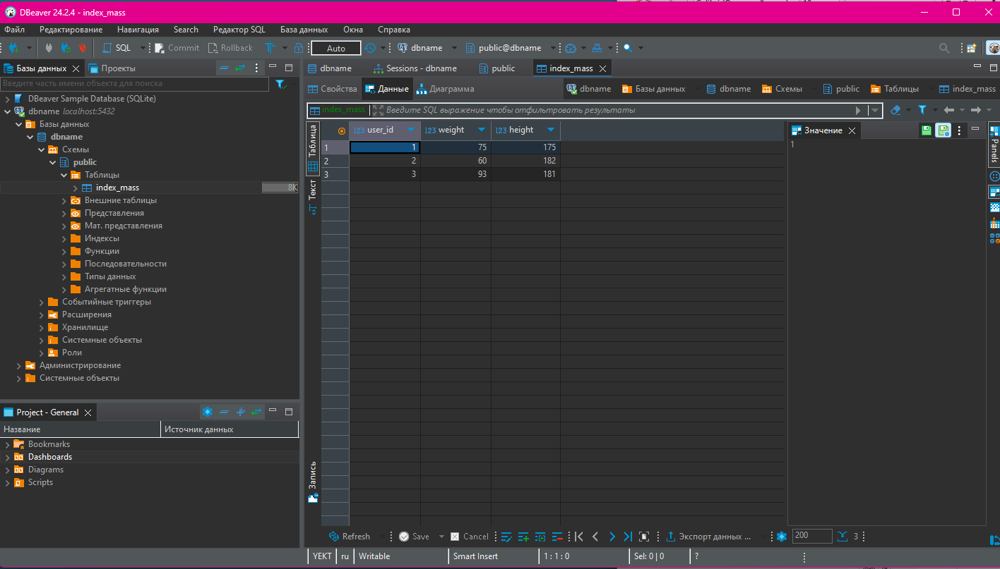 DBeaver 24.2.4 - index_mass
Файл Редактирование Навигация Search Редактор SQL База данных Окна Справка
SQL Commit Rollback Auto dbname public@dbname
Базы данных Проекты
Введите часть имени объекта для поиска
DBeaver Sample Database (SQLite)
dbname localhost:5432
Базы данных
dbname
Схемы
public
Таблицы
index_mass 8K
Внешние таблицы
Представления
Мат. представления
Индексы
Функции
Последовательности
Типы данных
Агрегатные функции
Событийные триггеры
Расширения
Хранилище
Системные объекты
Роли
Администрирование
Системные объекты
Project - General
Название Источник данных
Bookmarks
Dashboards
Diagrams
Scripts
dbname Sessions - dbname public index_mass
Свойства Данные Диаграмма dbname Базы данных dbname Схемы public Таблицы index_mass
index_mass Введите SQL выражение чтобы отфильтровать результаты
Таблица
Текст
Запись
123 user_id 123 weight 123 height
1 1 75 175
2 2 60 182
3 3 93 181
Значение
1
Panels
Refresh Save Cancel Экспорт данных ... 200 3
YEKT ru Writable Smart Insert 1 : 1 : 0 Sel: 0 | 0 ?